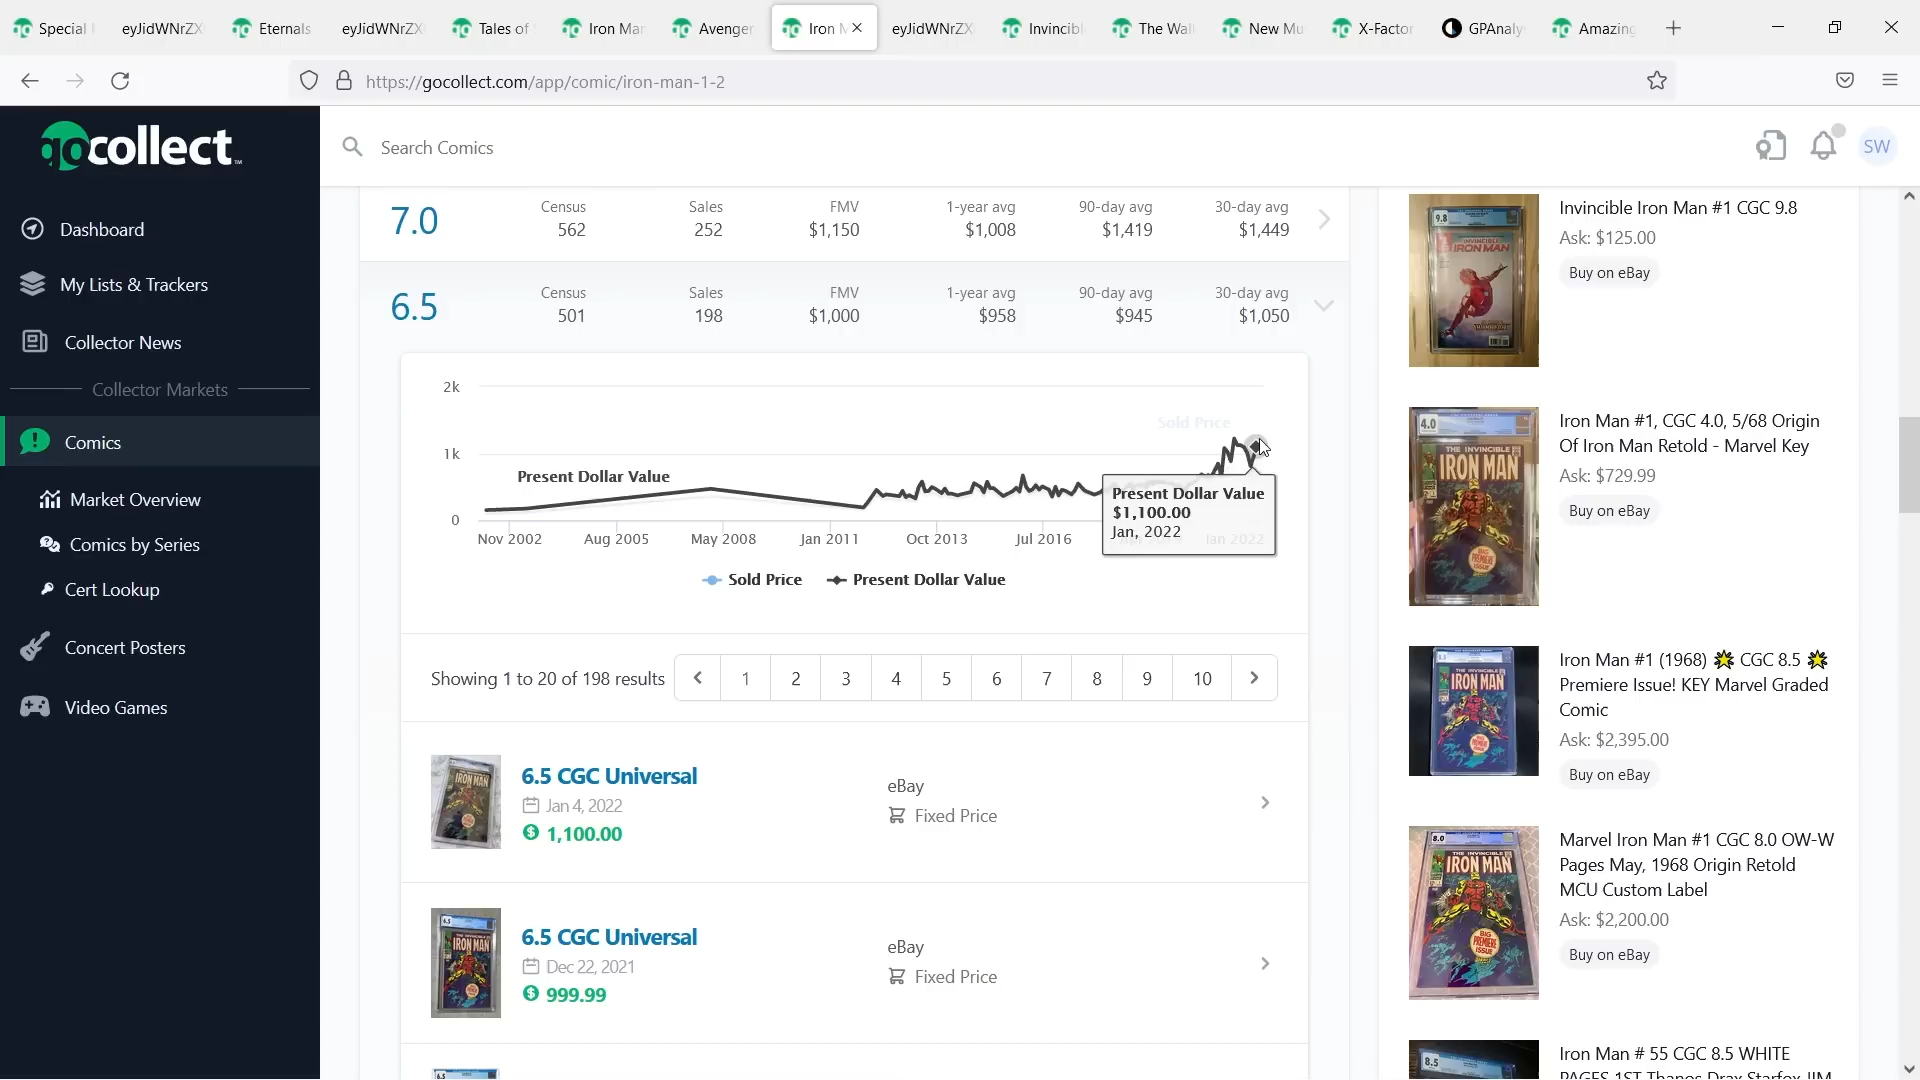 Special
eyJidWNrZX
Eternals
eyJidWNrZX
Tales of
Iron Man
Avenger
Iron M
eyJidWNrZX
Invincibl
The Wal
New Mu
X-Factor
GPAnaly
Amazing
https://gocollect.com/app/comic/iron-man-1-2
gocollect™
Search Comics
SW
Dashboard
My Lists & Trackers
Collector News
Collector Markets
Comics
Market Overview
Comics by Series
Cert Lookup
Concert Posters
Video Games
7.0
Census
562
Sales
252
FMV
$1,150
1-year avg
$1,008
90-day avg
$1,419
30-day avg
$1,449
6.5
Census
501
Sales
198
FMV
$1,000
1-year avg
$958
90-day avg
$945
30-day avg
$1,050
2k
1k
0
Sold Price
Present Dollar Value
Present Dollar Value
$1,100.00
Jan, 2022
Nov 2002
Aug 2005
May 2008
Jan 2011
Oct 2013
Jul 2016
Jan 2022
Sold Price
Present Dollar Value
Showing 1 to 20 of 198 results
1
2
3
4
5
6
7
8
9
10
6.5 CGC Universal
Jan 4, 2022
1,100.00
eBay
Fixed Price
6.5 CGC Universal
Dec 22, 2021
999.99
eBay
Fixed Price
Invincible Iron Man #1 CGC 9.8
Ask: $125.00
Buy on eBay
Iron Man #1, CGC 4.0, 5/68 Origin
Of Iron Man Retold - Marvel Key
Ask: $729.99
Buy on eBay
Iron Man #1 (1968) 🌟 CGC 8.5 🌟
Premiere Issue! KEY Marvel Graded
Comic
Ask: $2,395.00
Buy on eBay
Marvel Iron Man #1 CGC 8.0 OW-W
Pages May, 1968 Origin Retold
MCU Custom Label
Ask: $2,200.00
Buy on eBay
Iron Man # 55 CGC 8.5 WHITE
PAGES 1ST Thanos Drax Starfox JIM